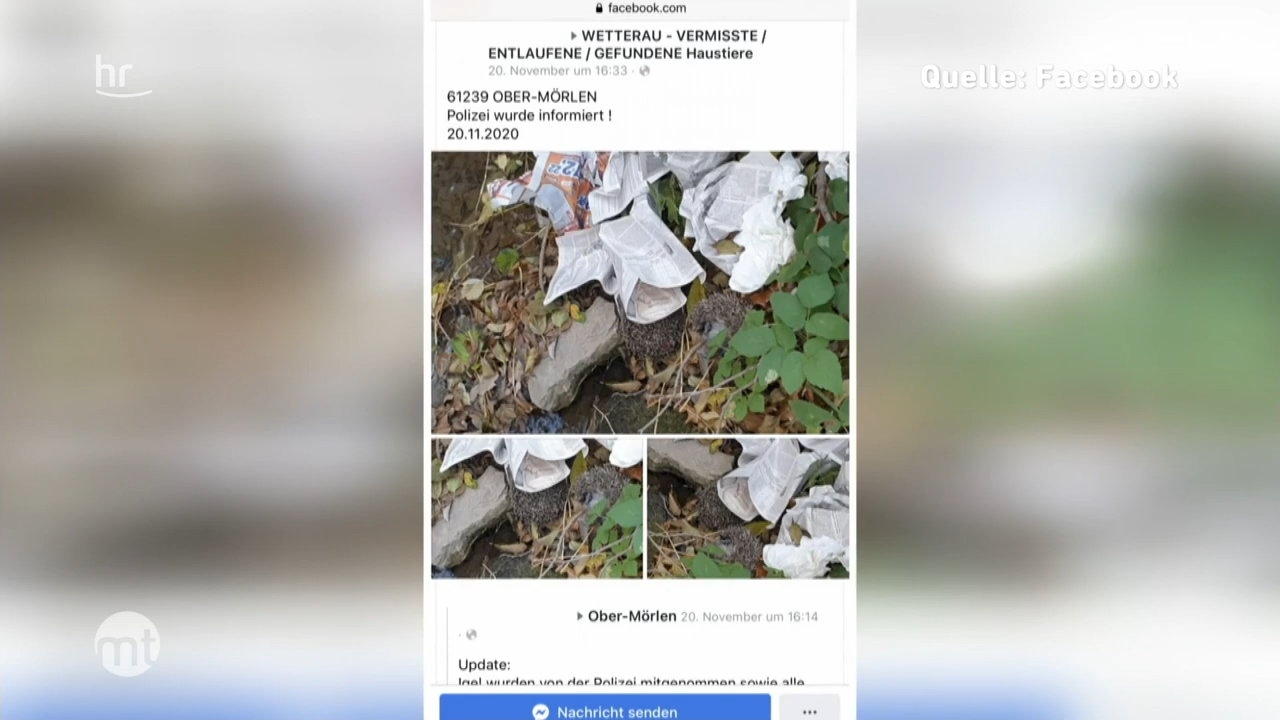 facebook.com
WETTERAU - VERMISSTE /
ENTLAUFENE / GEFUNDENE Haustiere
20. November um 16:33 ·
hr
Quelle: Facebook
61239 OBER-MÖRLEN
Polizei wurde informiert !
20.11.2020
Ober-Mörlen 20. November um 16:14
·
mt
Update:
Igel wurden von der Polizei mitgenommen sowie alle
Nachricht senden